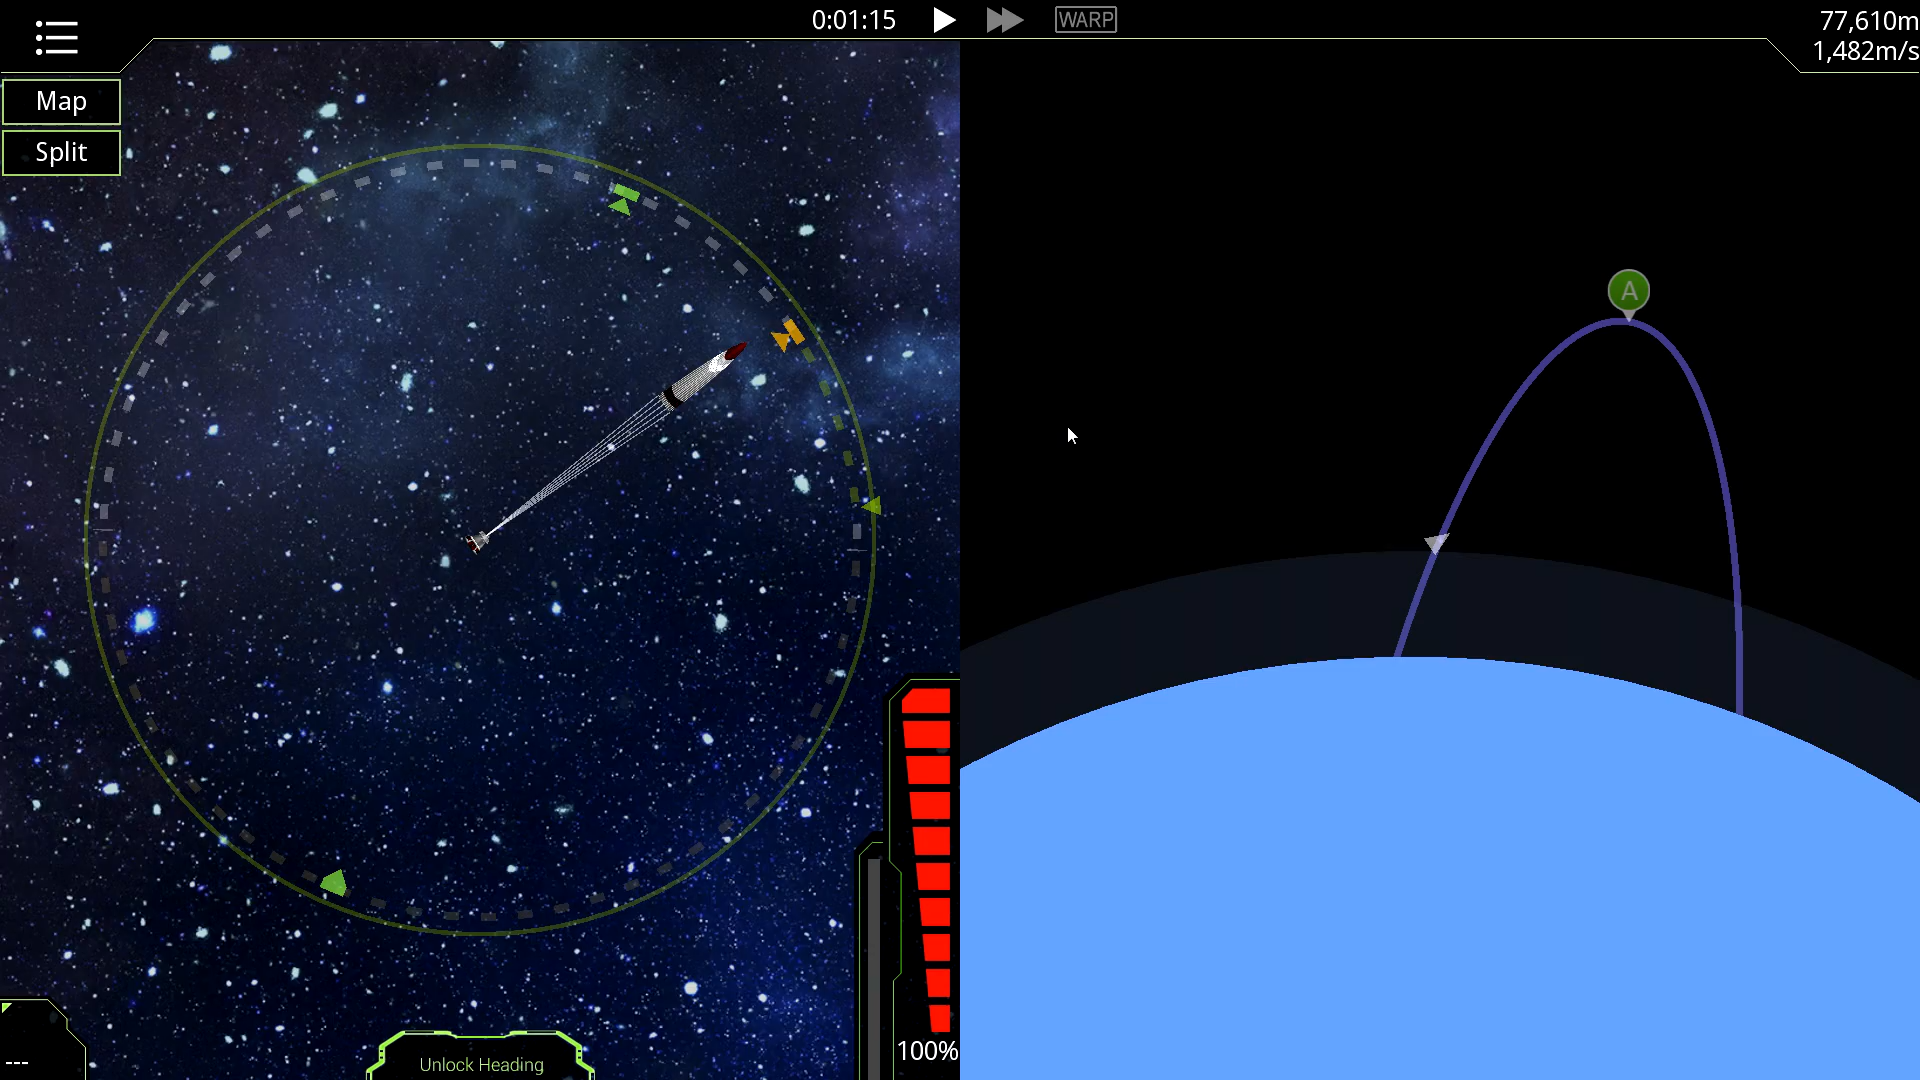 0:01:15
WARP
77,610m
1,482m/s
Map
Split
A
100%
---
Unlock Heading